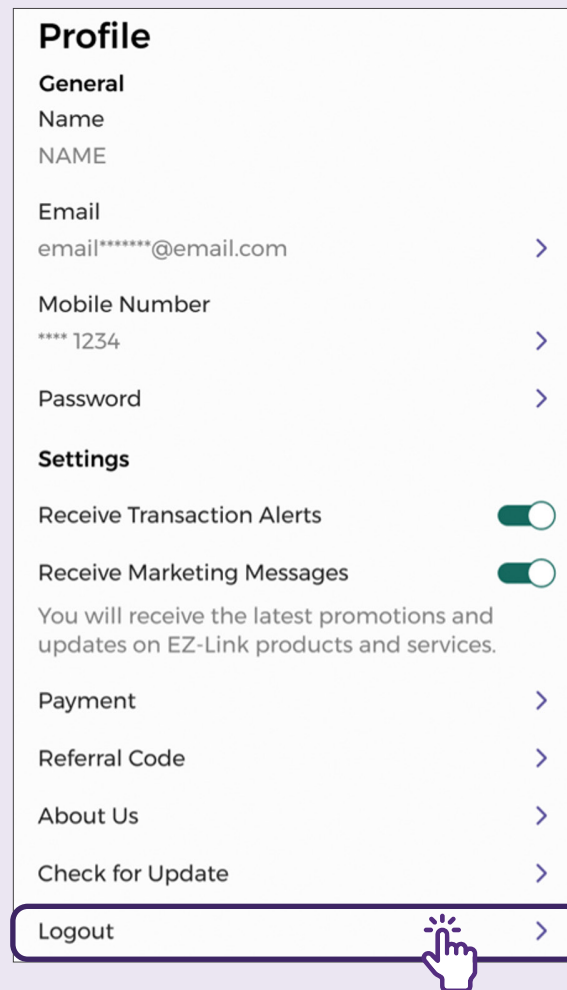 Profile
General
Name
NAME
Email
email*******@email.com
Mobile Number
**** 1234
Password
Settings
Receive Transaction Alerts
Receive Marketing Messages
You will receive the latest promotions and
updates on EZ-Link products and services.
Payment
Referral Code
About Us
Check for Update
Logout